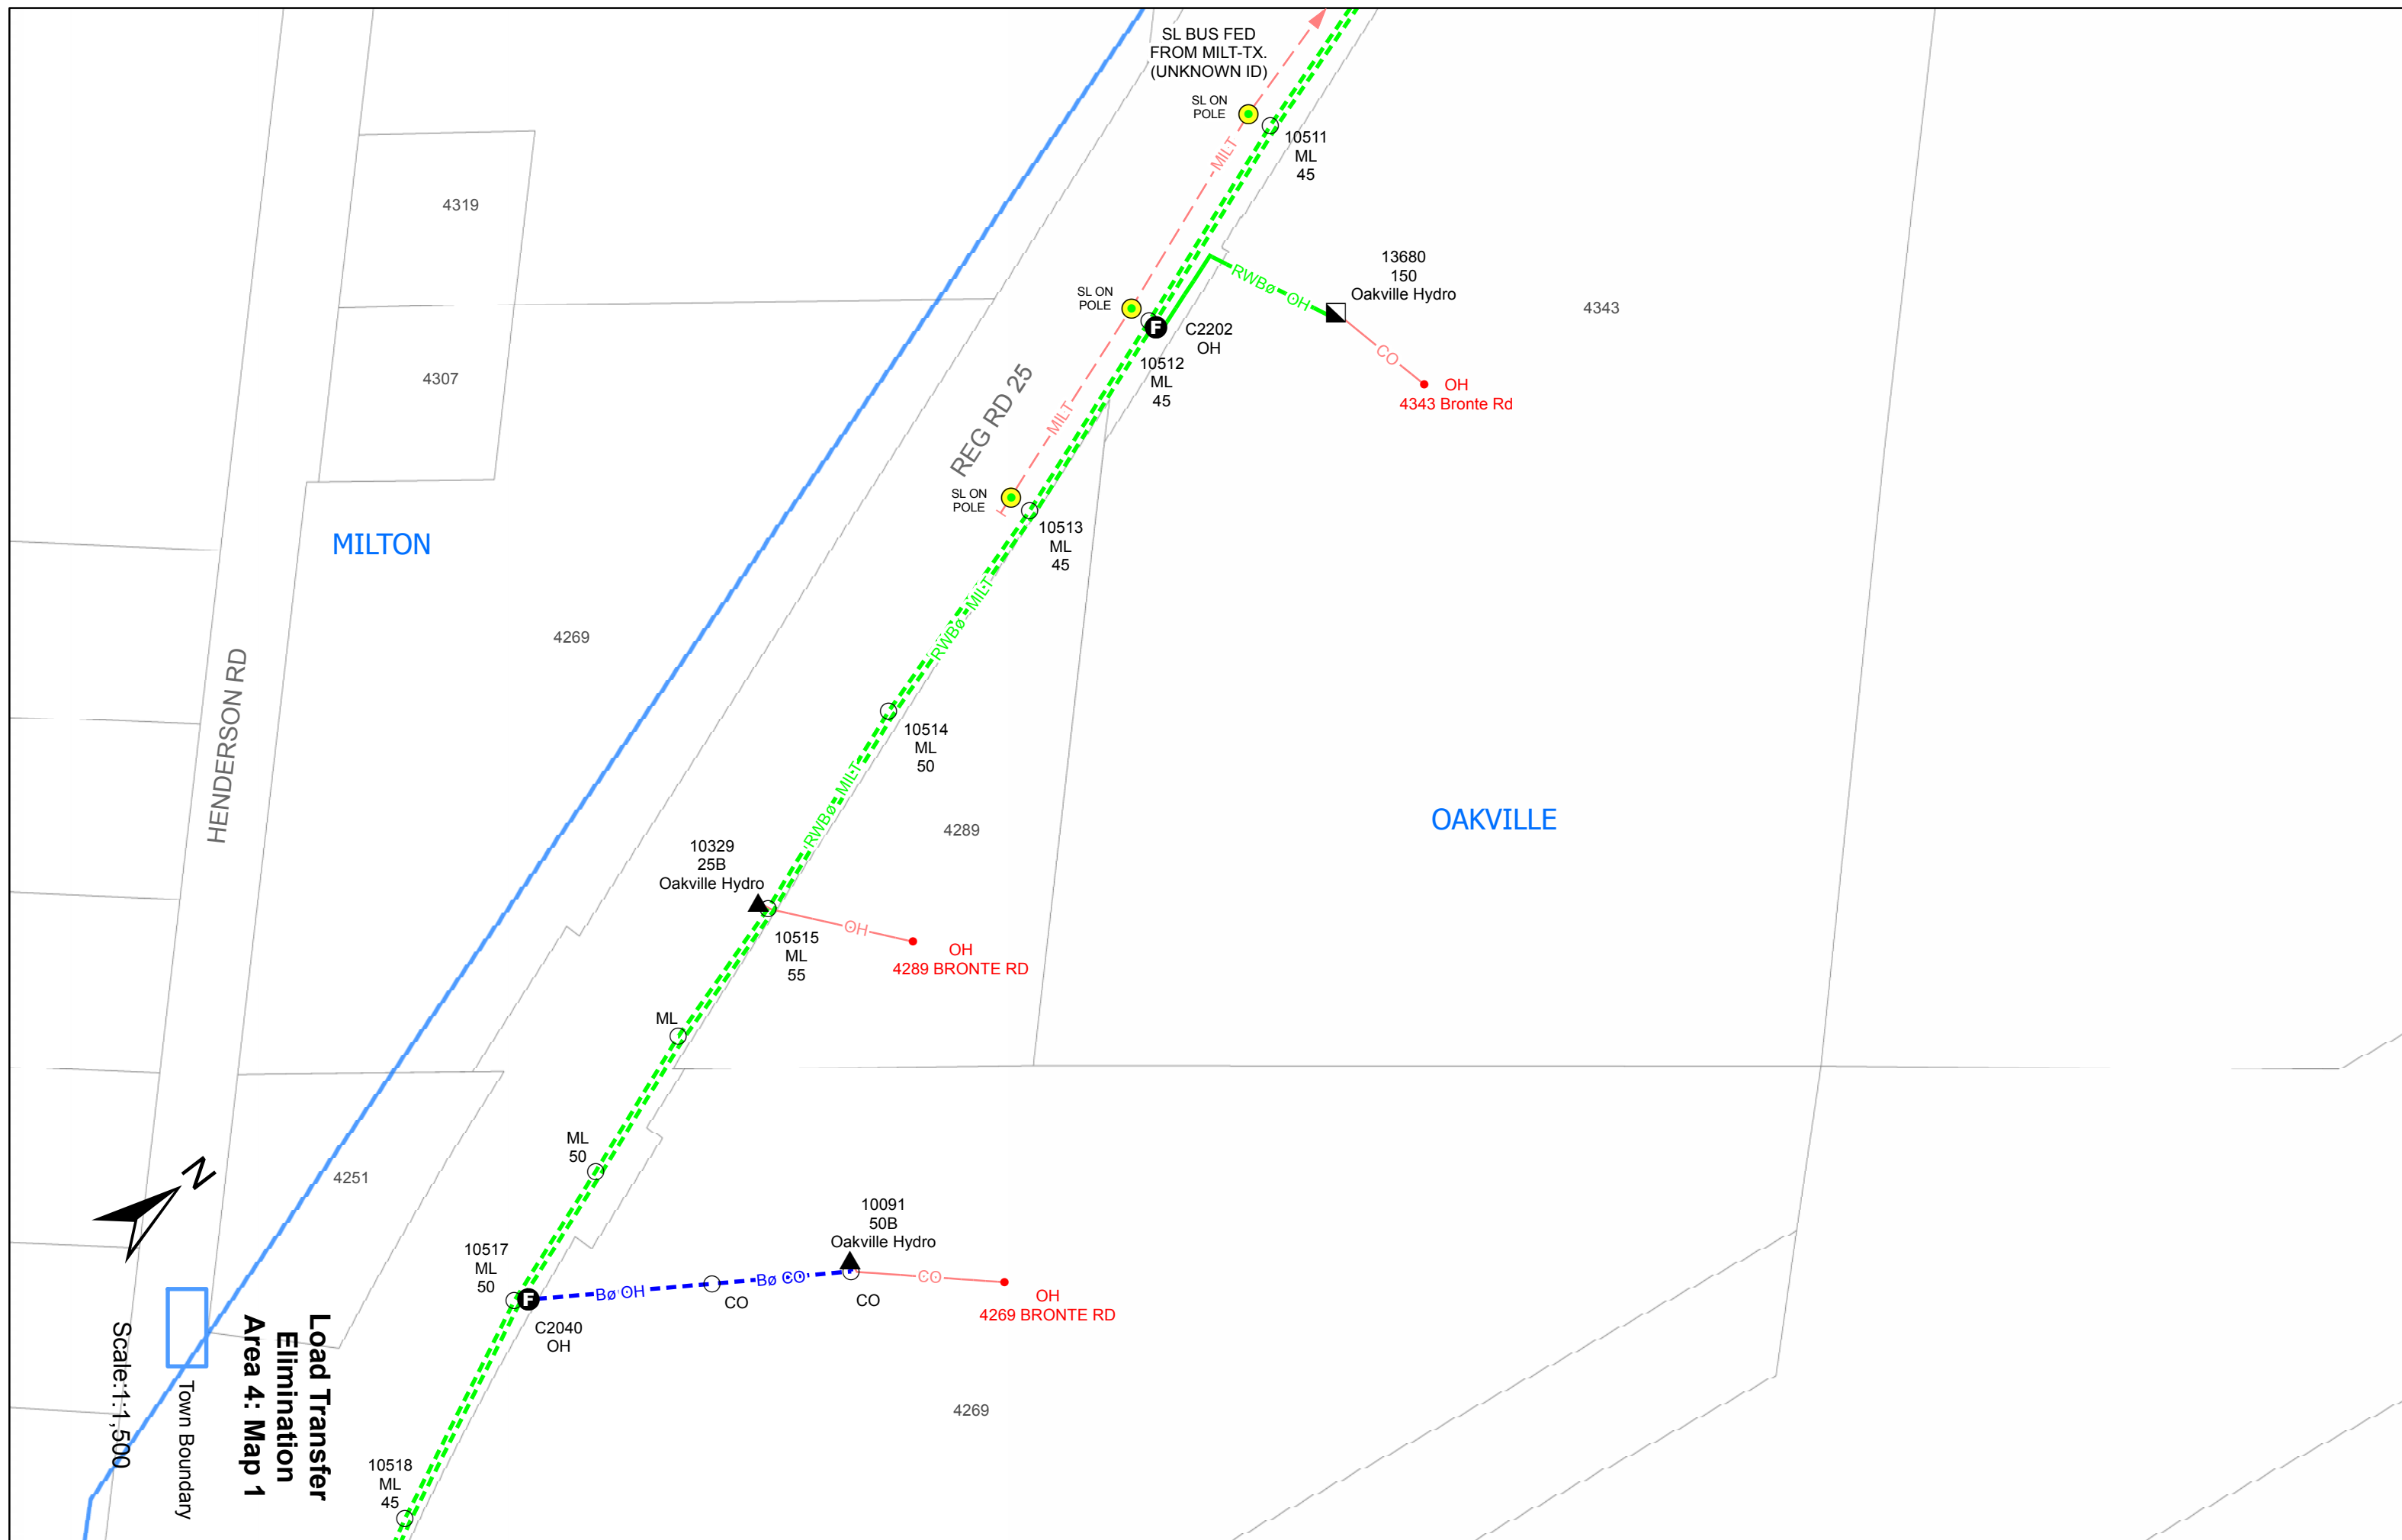 SL BUS FED
FROM MILT-TX.
(UNKNOWN ID)
SL ON
POLE
10511
ML
45
MILT
4319
13680
150
Oakville Hydro
RWBø OH
4343
SL ON
POLE
C2202
OH
10512
ML
45
CO
OH
4343 Bronte Rd
4307
REG RD 25
MILT
SL ON
POLE
10513
ML
45
MILTON
RWBø MILT
4269
HENDERSON RD
10514
ML
50
RWBø MILT
OAKVILLE
4289
10329
25B
Oakville Hydro
OH
10515
ML
55
OH
4289 BRONTE RD
ML
ML
50
4251
N
10091
50B
Oakville Hydro
10517
ML
50
Bø OH
Bø CO
CO
CO
CO
OH
4269 BRONTE RD
C2040
OH
Load Transfer
Elimination
Area 4: Map 1
Town Boundary
Scale:1:1,500
4269
10518
ML
45